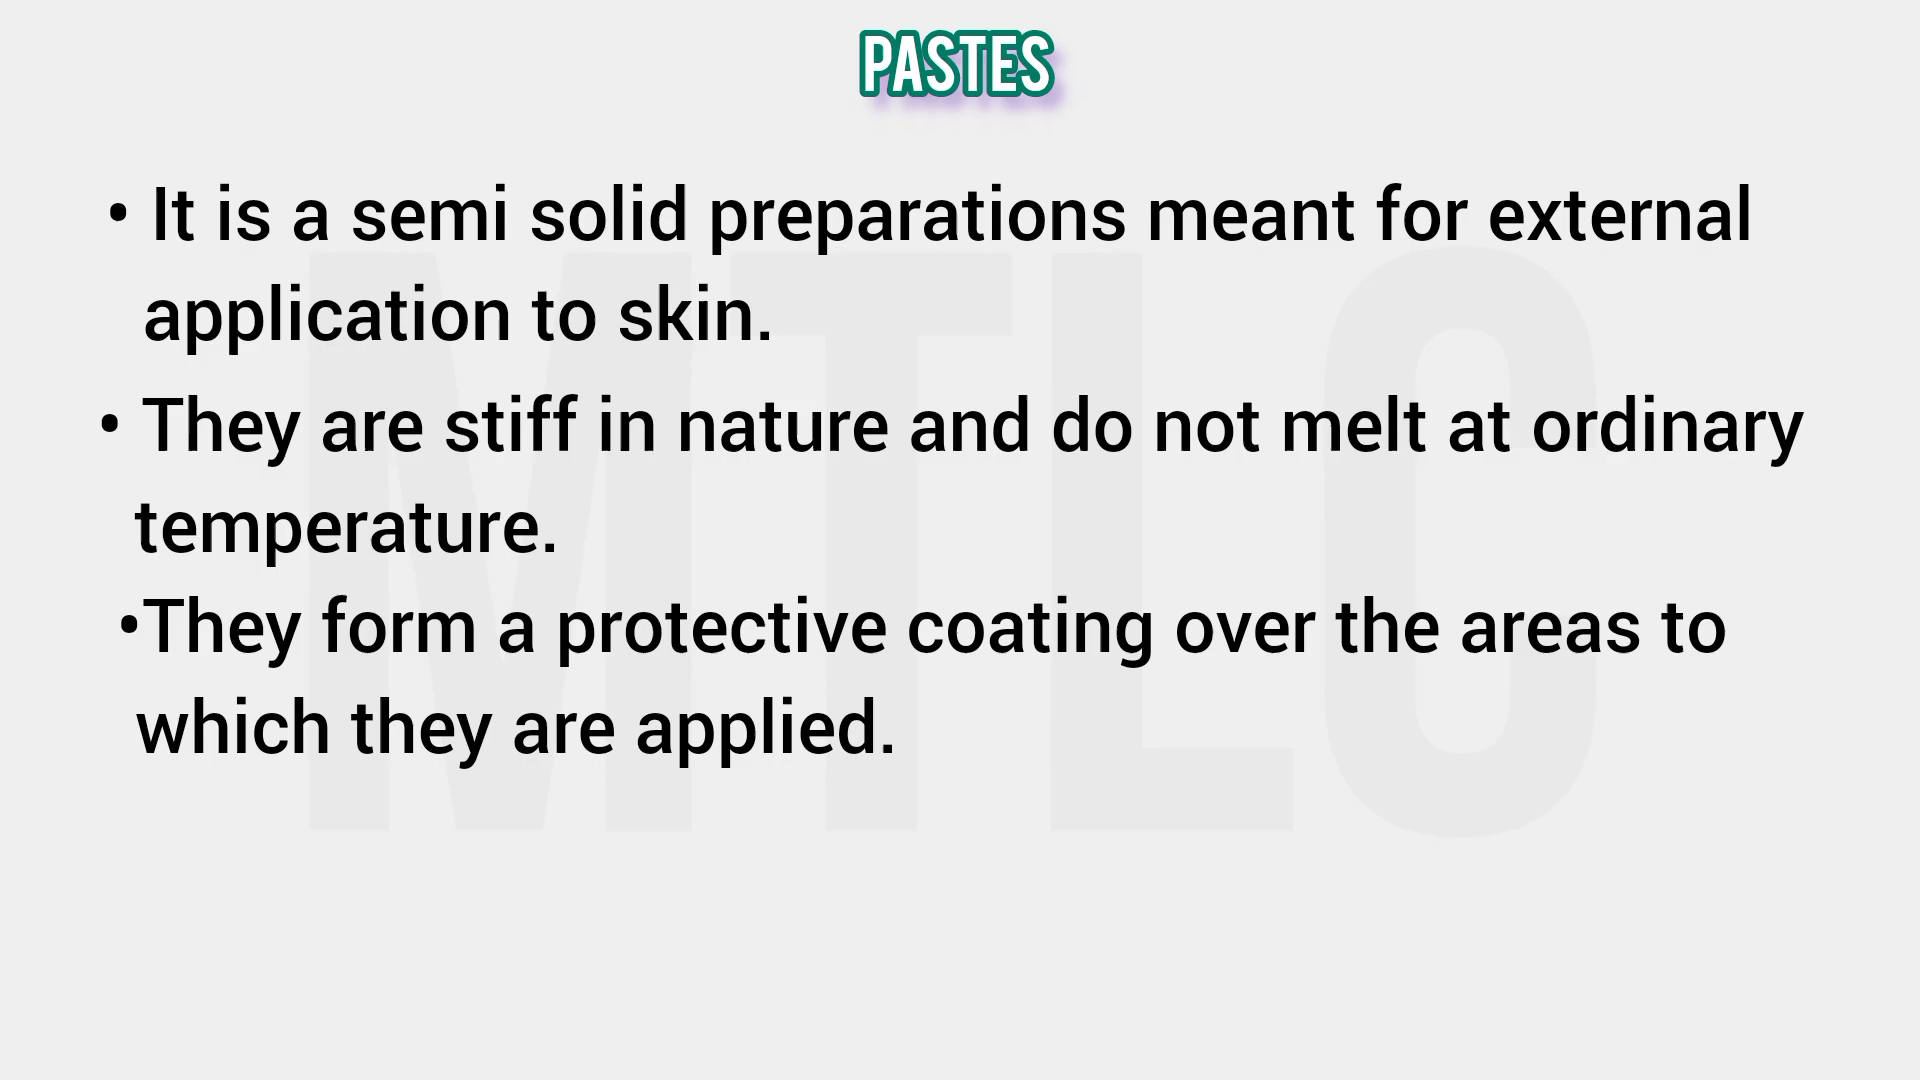 PASTES
• It is a semi solid preparations meant for external
application to skin.
• They are stiff in nature and do not melt at ordinary
temperature.
•They form a protective coating over the areas to
which they are applied.
MTLO